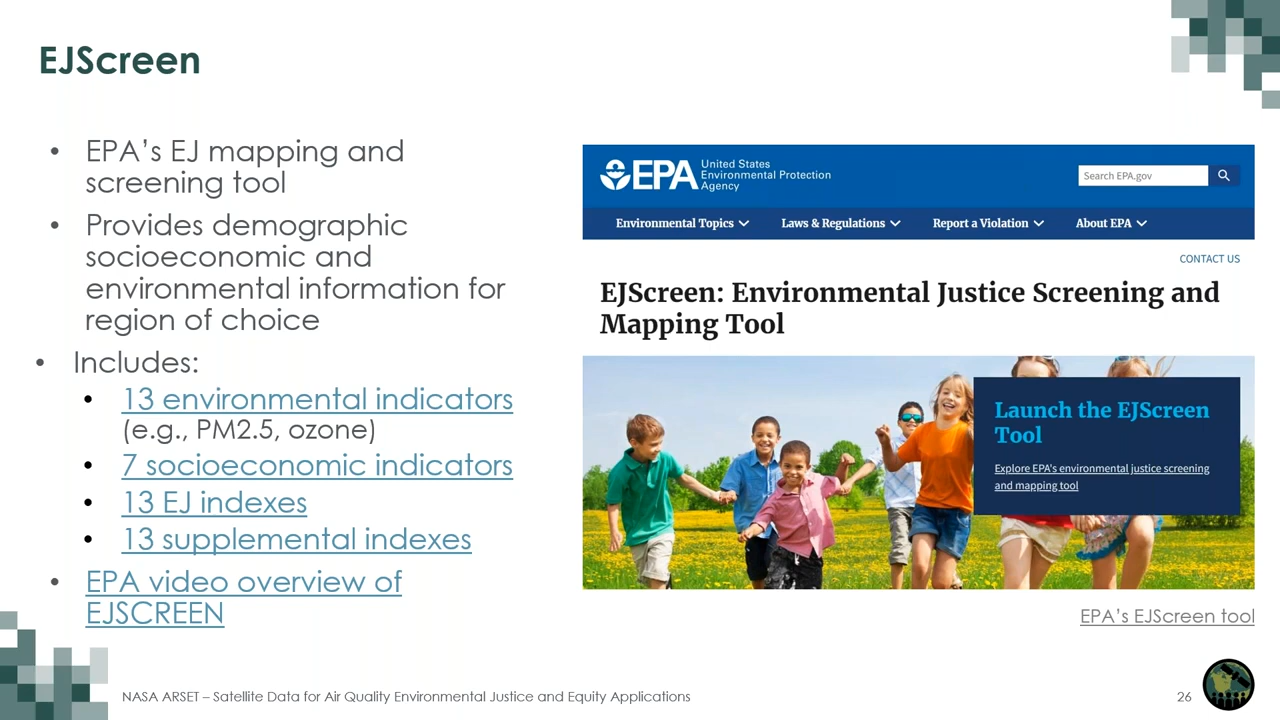 EJScreen
• EPA's EJ mapping and
screening tool
• Provides demographic
socioeconomic and
environmental information for
region of choice
• Includes:
• 13 environmental indicators
(e.g., PM2.5, ozone)
• 7 socioeconomic indicators
• 13 EJ indexes
• 13 supplemental indexes
• EPA video overview of
EJSCREEN
EPA
United States
Environmental Protection
Agency
Search EPA.gov
Environmental Topics
Laws & Regulations
Report a Violation
About EPA
CONTACT US
EJScreen: Environmental Justice Screening and
Mapping Tool
Launch the EJScreen
Tool
Explore EPA's environmental justice screening
and mapping tool
EPA's EJScreen tool
NASA ARSET – Satellite Data for Air Quality Environmental Justice and Equity Applications
26